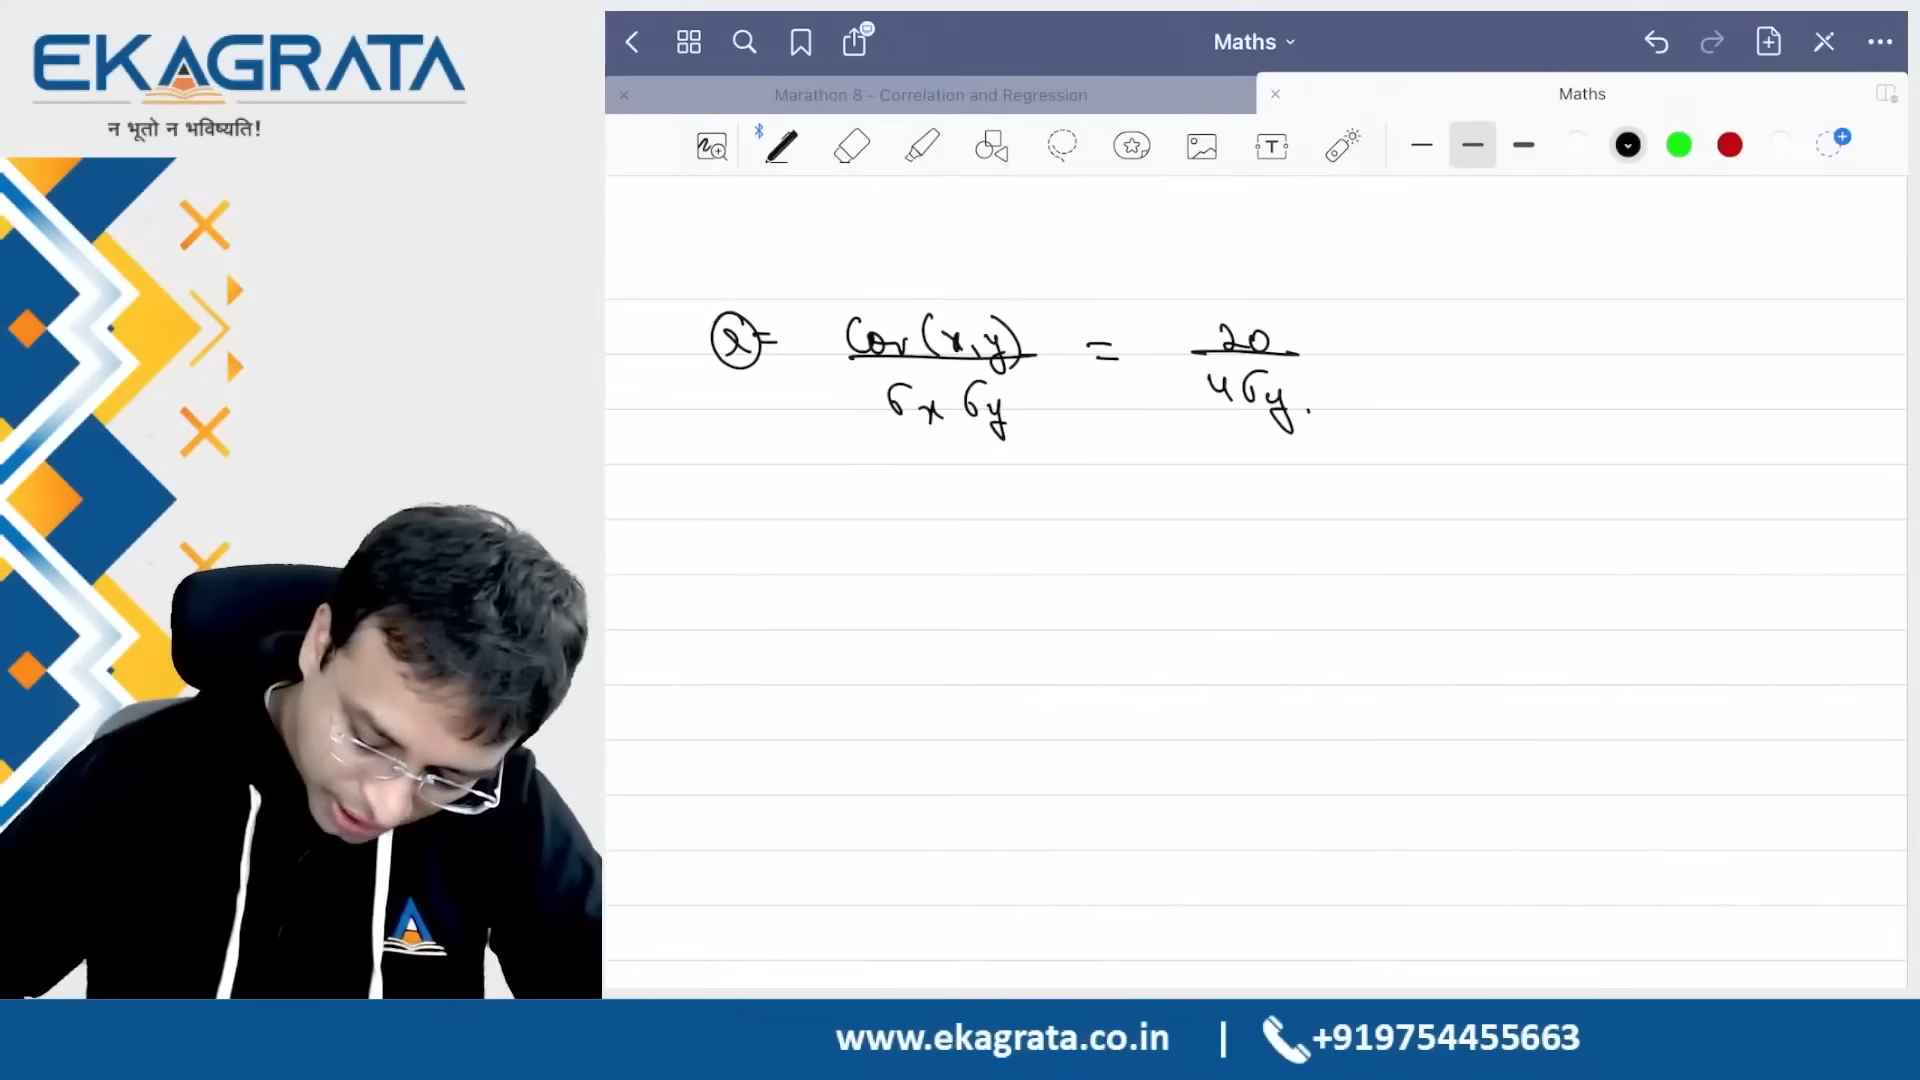 EKAGRATA
न भूतो न भविष्यति!
Maths
Marathon 8 - Correlation and Regression
Maths
r = Cov(x,y) / σx σy = 20 / 4σy.
www.ekagrata.co.in | +919754455663